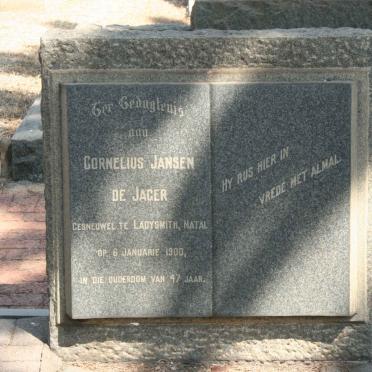 Ter Gedagtenis
aan
CORNELIUS JANSEN
DE JAGER
GESNEUWEL TE LADYSMITH, NATAL
OP 6 JANUARIE 1900,
IN DIE OUDERDOM VAN 47 JAAR.
HY RUS HIER IN
VREDE MET ALMAL